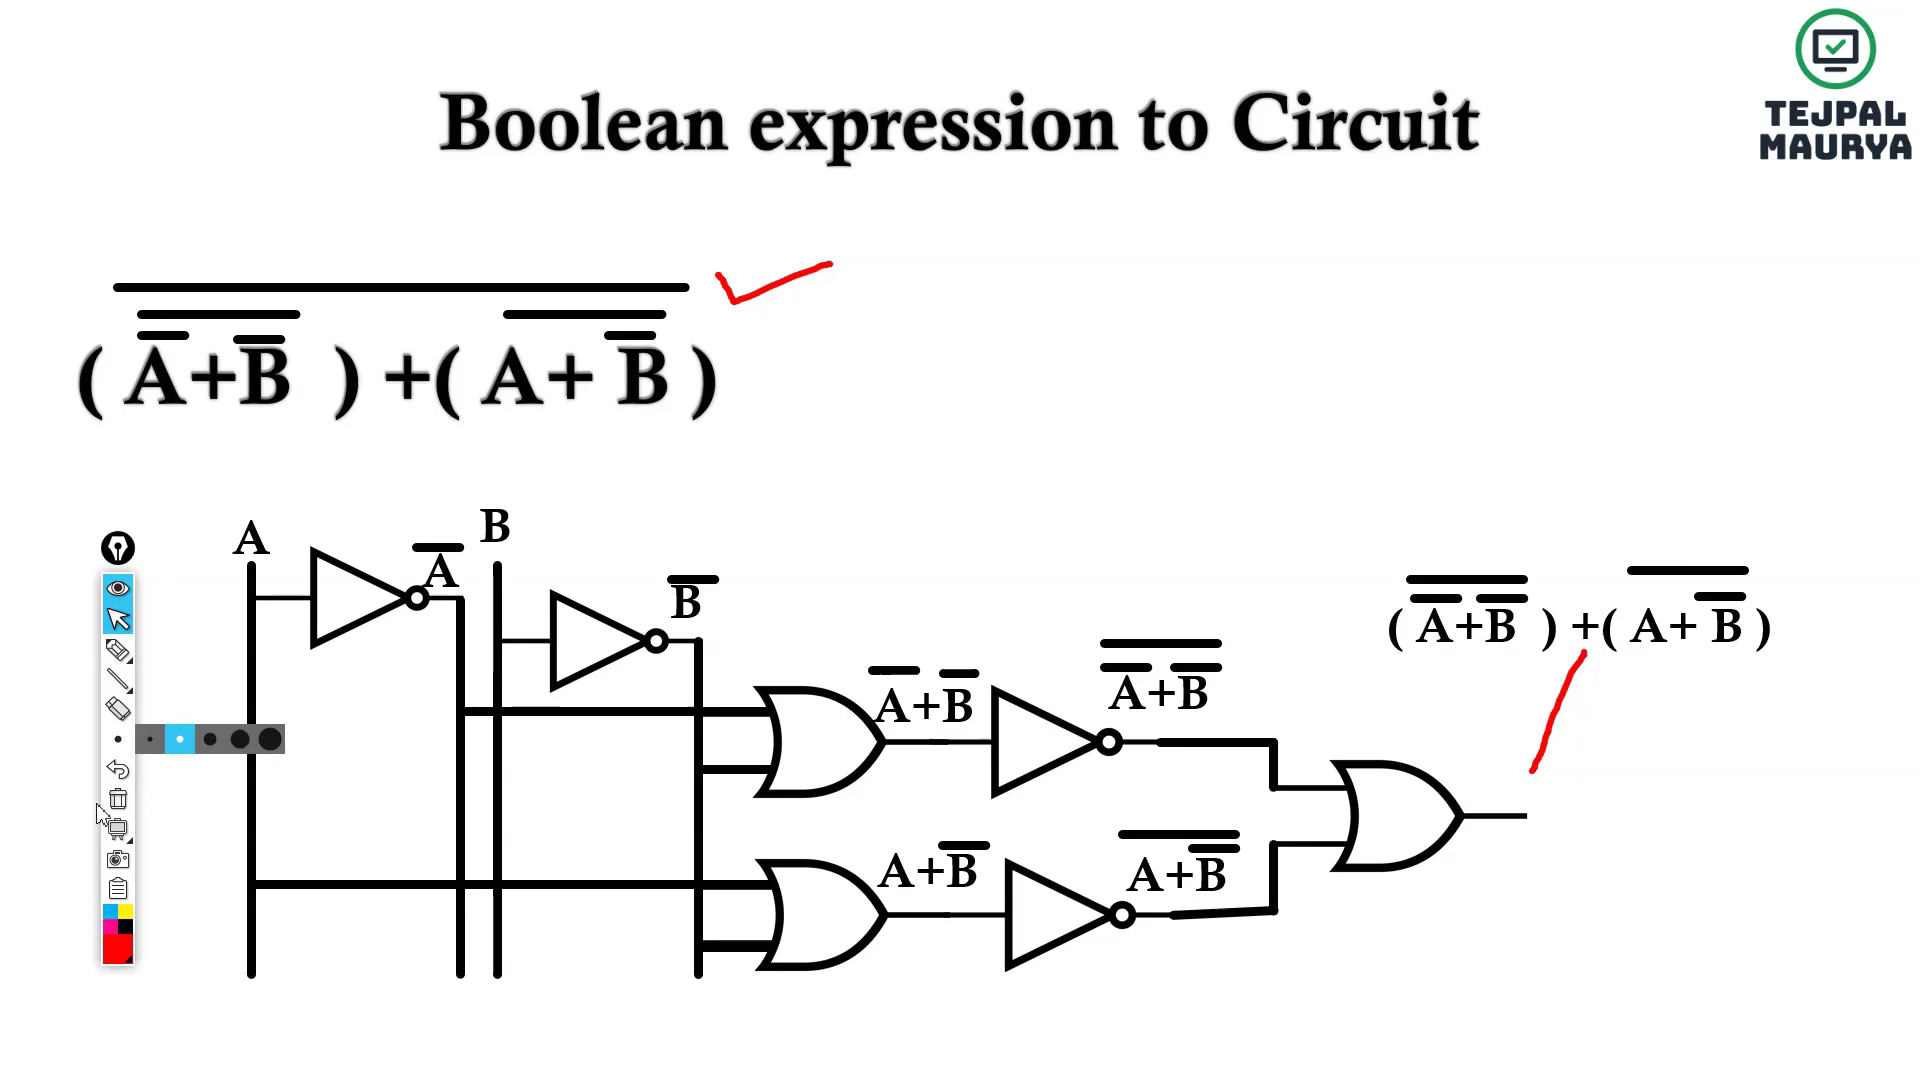 TEJPAL
MAURYA
Boolean expression to Circuit
( A̅+B̅ ) +( A+ B̅ )
A
A̅
B
B̅
A̅+B̅
A̅+B̅
( A̅+B̅ ) +( A+ B̅ )
A+B̅
A+B̅